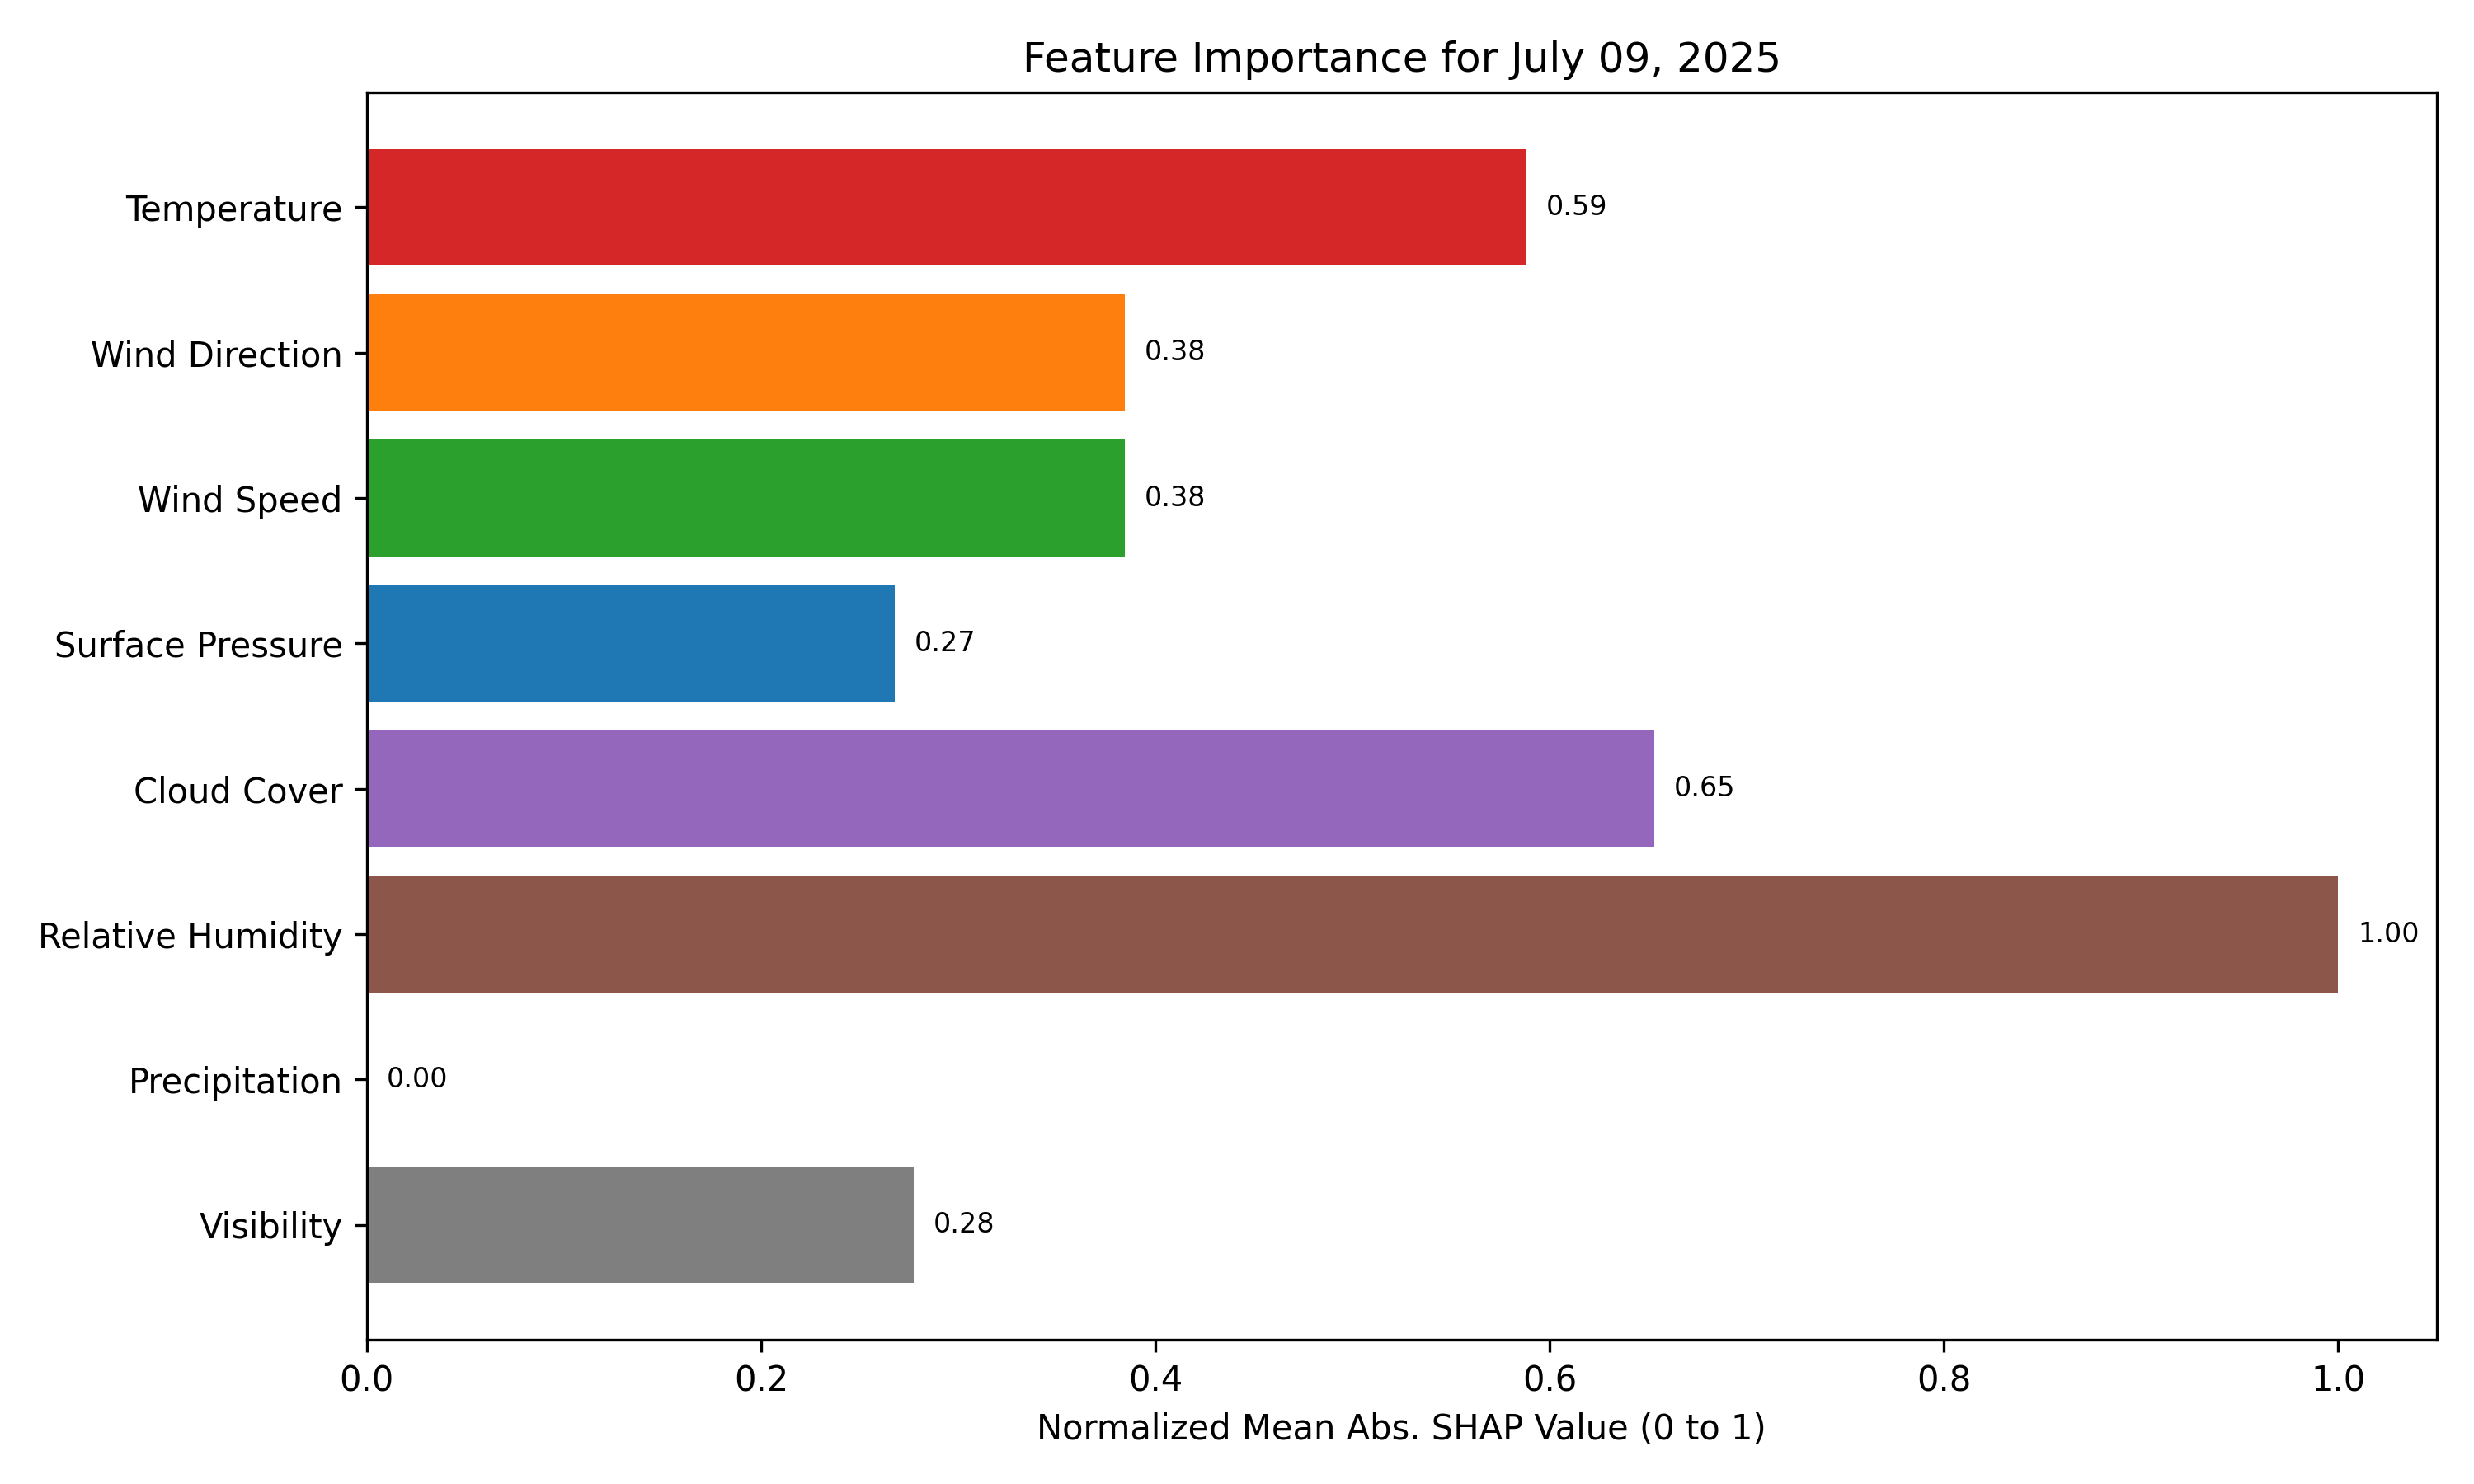 Feature Importance for July 09, 2025
Temperature
0.59
Wind Direction
0.38
Wind Speed
0.38
Surface Pressure
0.27
Cloud Cover
0.65
Relative Humidity
1.00
Precipitation
0.00
Visibility
0.28
0.0 0.2 0.4 0.6 0.8 1.0
Normalized Mean Abs. SHAP Value (0 to 1)